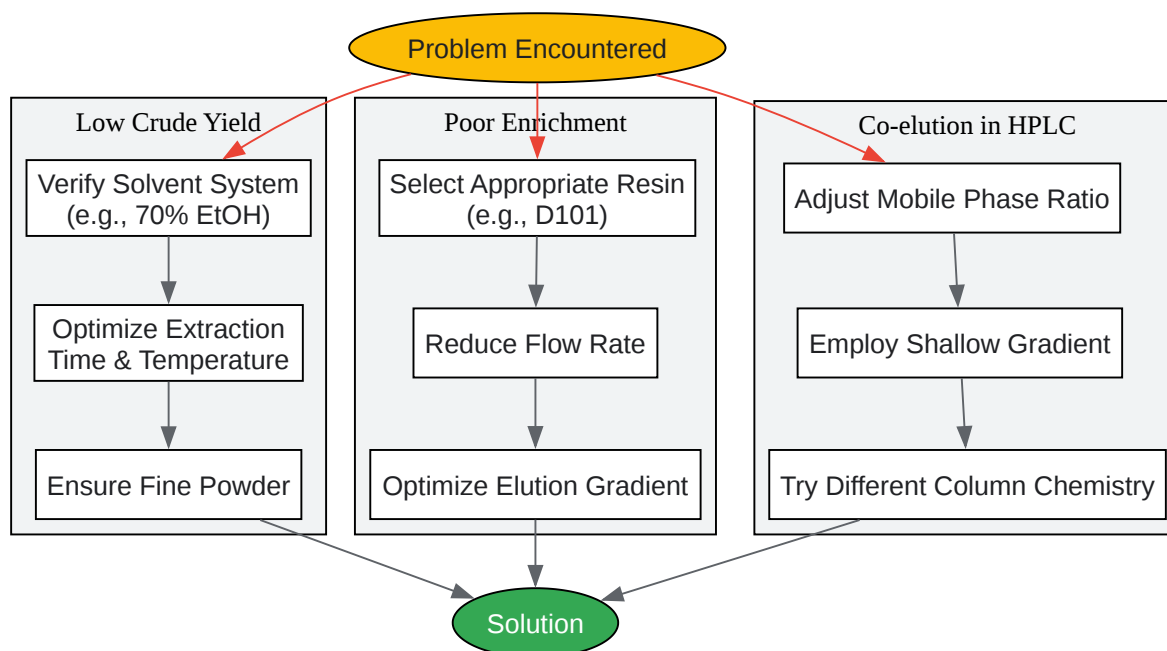 Problem Encountered
Low Crude Yield
Verify Solvent System
(e.g., 70% EtOH)
Optimize Extraction
Time & Temperature
Ensure Fine Powder
Poor Enrichment
Select Appropriate Resin
(e.g., D101)
Reduce Flow Rate
Optimize Elution Gradient
Co-elution in HPLC
Adjust Mobile Phase Ratio
Employ Shallow Gradient
Try Different Column Chemistry
Solution